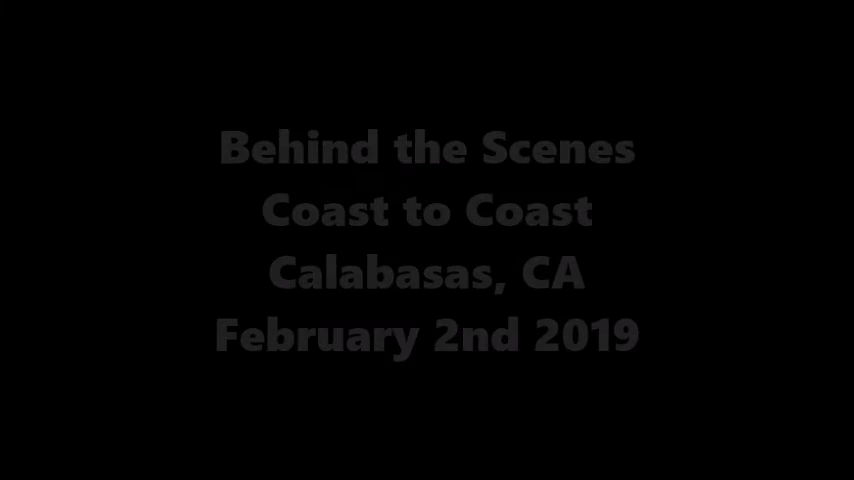 Behind the Scenes
Coast to Coast
Calabasas, CA
February 2nd 2019